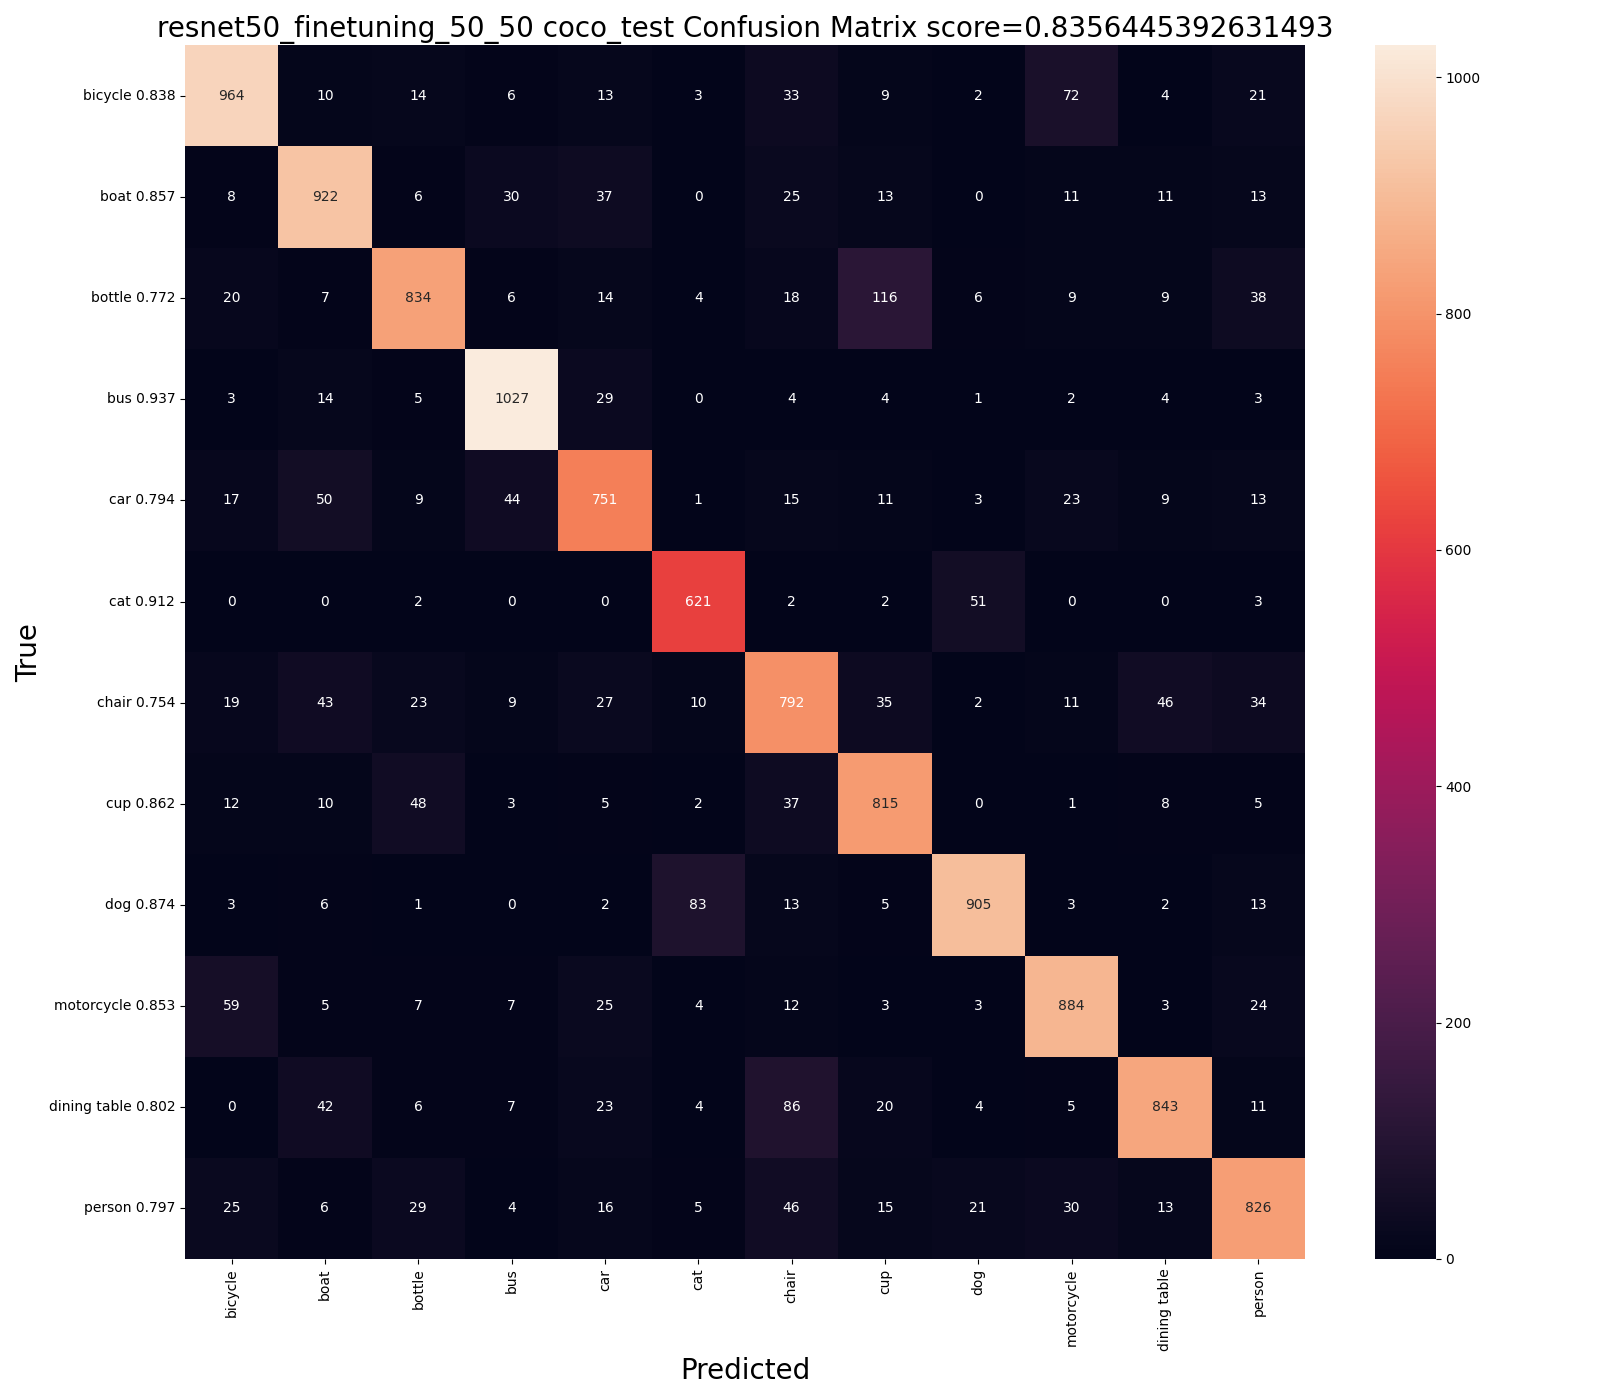 resnet50_finetuning_50_50 coco_test Confusion Matrix score=0.8356445392631493
bicycle 0.838 964 10 14 6 13 3 33 9 2 72 4 21
boat 0.857 8 922 6 30 37 0 25 13 0 11 11 13
bottle 0.772 20 7 834 6 14 4 18 116 6 9 9 38
bus 0.937 3 14 5 1027 29 0 4 4 1 2 4 3
car 0.794 17 50 9 44 751 1 15 11 3 23 9 13
cat 0.912 0 0 2 0 0 621 2 2 51 0 0 3
chair 0.754 19 43 23 9 27 10 792 35 2 11 46 34
cup 0.862 12 10 48 3 5 2 37 815 0 1 8 5
dog 0.874 3 6 1 0 2 83 13 5 905 3 2 13
motorcycle 0.853 59 5 7 7 25 4 12 3 3 884 3 24
dining table 0.802 0 42 6 7 23 4 86 20 4 5 843 11
person 0.797 25 6 29 4 16 5 46 15 21 30 13 826
True
bicycle boat bottle bus car cat chair cup dog motorcycle dining table person
Predicted
1000
800
600
400
200
0